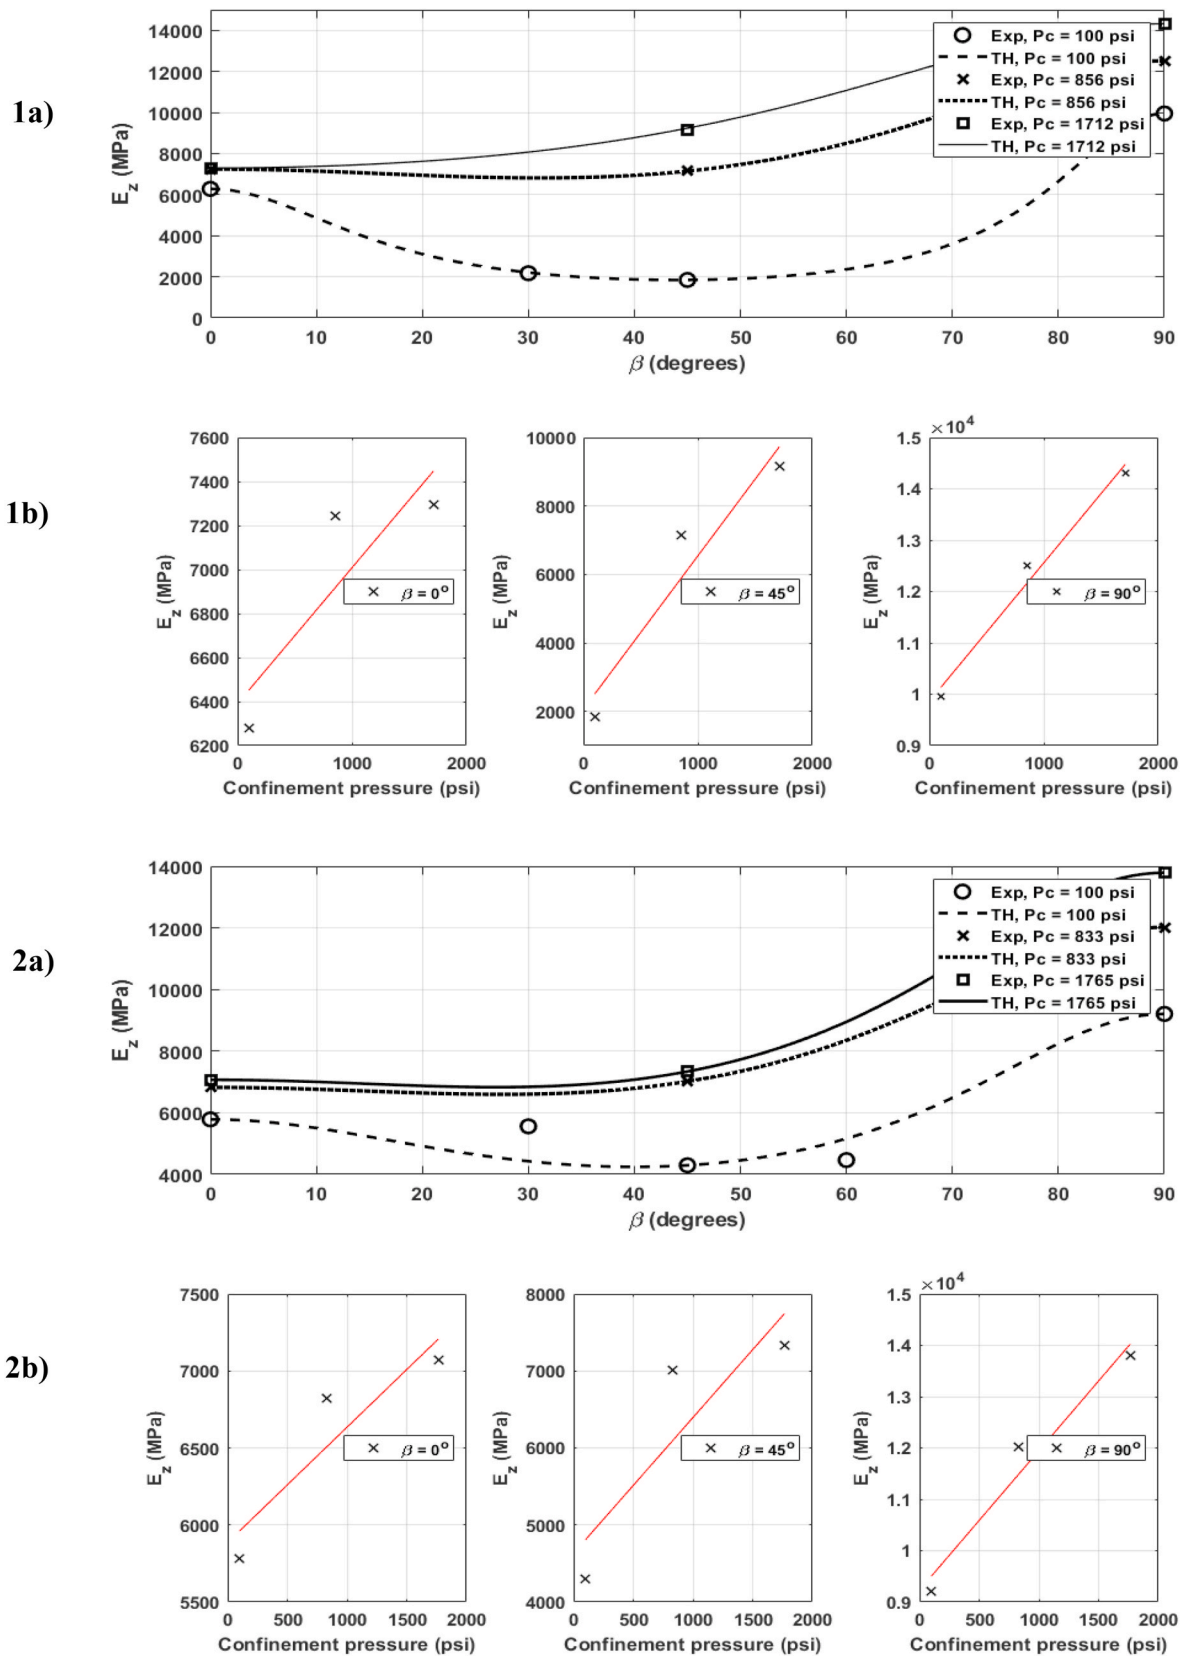 1a)
14000
12000
10000
8000
6000
4000
2000
0
E_z (MPa)
0 10 20 30 40 50 60 70 80 90
β (degrees)
Exp, Pc = 100 psi
TH, Pc = 100 psi
Exp, Pc = 856 psi
TH, Pc = 856 psi
Exp, Pc = 1712 psi
TH, Pc = 1712 psi
1b)
7600
7400
7200
7000
6800
6600
6400
6200
E_z (MPa)
β = 0°
0 1000 2000
Confinement pressure (psi)
10000
8000
6000
4000
2000
E_z (MPa)
β = 45°
0 1000 2000
Confinement pressure (psi)
×10⁴
1.5
1.4
1.3
1.2
1.1
1
0.9
E_z (MPa)
β = 90°
0 1000 2000
Confinement pressure (psi)
2a)
14000
12000
10000
8000
6000
4000
E_z (MPa)
0 10 20 30 40 50 60 70 80 90
β (degrees)
Exp, Pc = 100 psi
TH, Pc = 100 psi
Exp, Pc = 833 psi
TH, Pc = 833 psi
Exp, Pc = 1765 psi
TH, Pc = 1765 psi
2b)
7500
7000
6500
6000
5500
E_z (MPa)
β = 0°
0 500 1000 1500 2000
Confinement pressure (psi)
8000
7000
6000
5000
4000
E_z (MPa)
β = 45°
0 500 1000 1500 2000
Confinement pressure (psi)
×10⁴
1.5
1.4
1.3
1.2
1.1
1
0.9
E_z (MPa)
β = 90°
0 500 1000 1500 2000
Confinement pressure (psi)